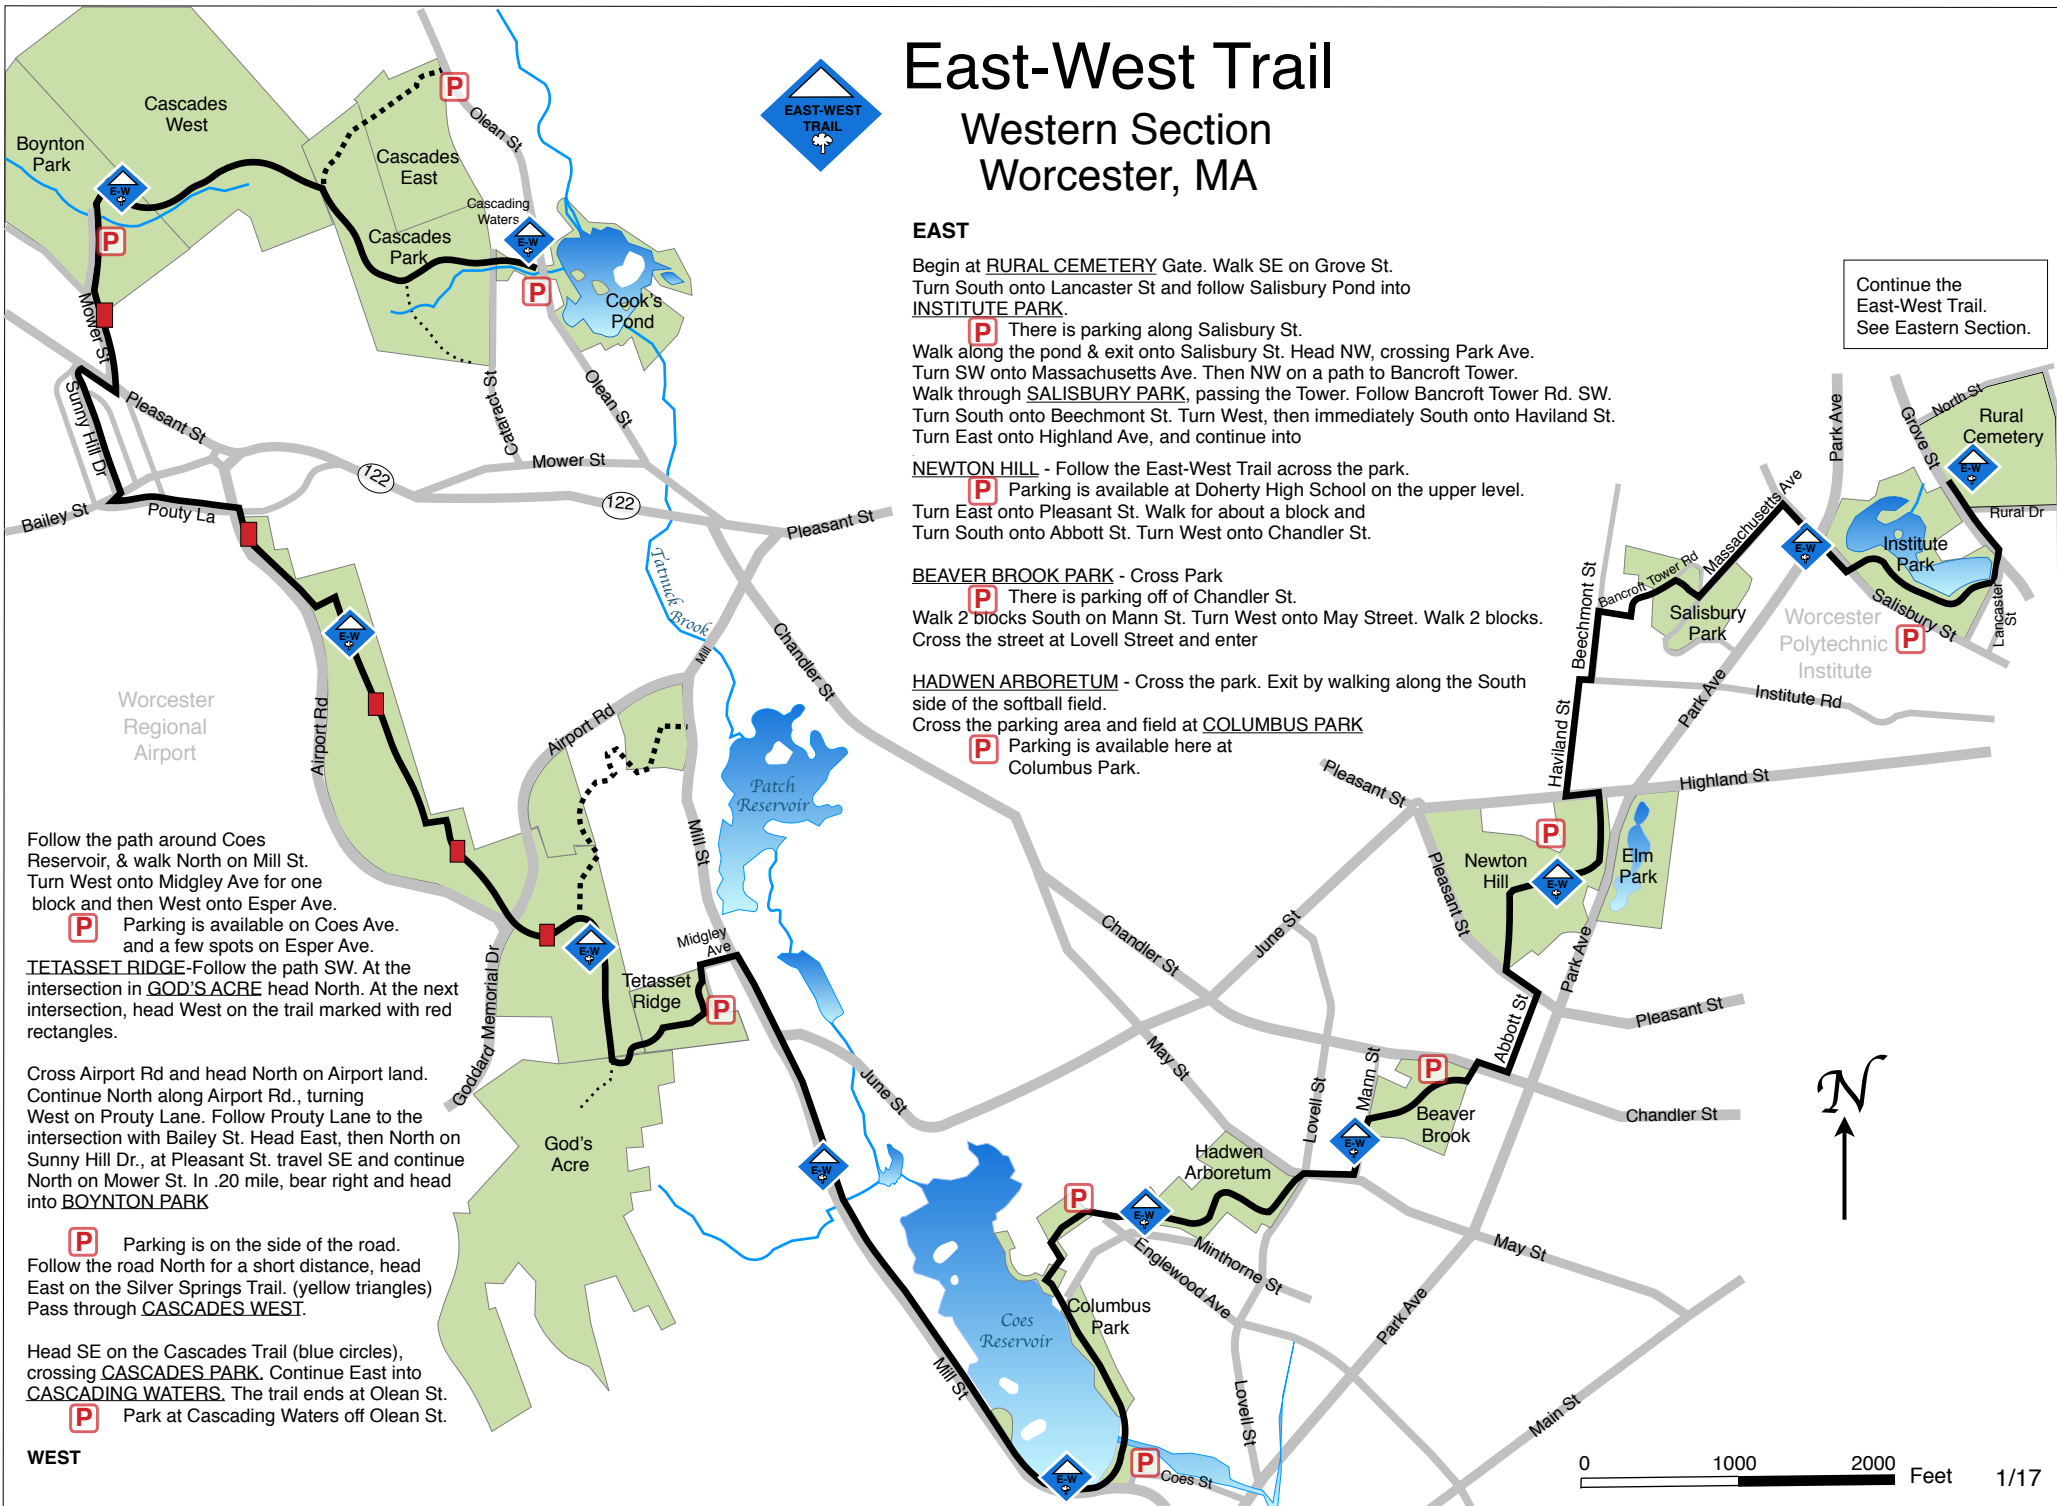 East-West Trail
Western Section
Worcester, MA
EAST-WEST
TRAIL
EAST
Begin at RURAL CEMETERY Gate. Walk SE on Grove St.
Turn South onto Lancaster St and follow Salisbury Pond into
INSTITUTE PARK.
P There is parking along Salisbury St.
Walk along the pond & exit onto Salisbury St. Head NW, crossing Park Ave.
Turn SW onto Massachusetts Ave. Then NW on a path to Bancroft Tower.
Walk through SALISBURY PARK, passing the Tower. Follow Bancroft Tower Rd. SW.
Turn South onto Beechmont St. Turn West, then immediately South onto Haviland St.
Turn East onto Highland Ave, and continue into
NEWTON HILL - Follow the East-West Trail across the park.
P Parking is available at Doherty High School on the upper level.
Turn East onto Pleasant St. Walk for about a block and
Turn South onto Abbott St. Turn West onto Chandler St.
BEAVER BROOK PARK - Cross Park
P There is parking off of Chandler St.
Walk 2 blocks South on Mann St. Turn West onto May Street. Walk 2 blocks.
Cross the street at Lovell Street and enter
HADWEN ARBORETUM - Cross the park. Exit by walking along the South
side of the softball field.
Cross the parking area and field at COLUMBUS PARK
P Parking is available here at
Columbus Park.
Continue the
East-West Trail.
See Eastern Section.
Follow the path around Coes
Reservoir, & walk North on Mill St.
Turn West onto Midgley Ave for one
block and then West onto Esper Ave.
P Parking is available on Coes Ave.
and a few spots on Esper Ave.
TETASSET RIDGE-Follow the path SW. At the
intersection in GOD'S ACRE head North. At the next
intersection, head West on the trail marked with red
rectangles.
Cross Airport Rd and head North on Airport land.
Continue North along Airport Rd., turning
West on Prouty Lane. Follow Prouty Lane to the
intersection with Bailey St. Head East, then North on
Sunny Hill Dr., at Pleasant St. travel SE and continue
North on Mower St. In .20 mile, bear right and head
into BOYNTON PARK
P Parking is on the side of the road.
Follow the road North for a short distance, head
East on the Silver Springs Trail. (yellow triangles)
Pass through CASCADES WEST.
Head SE on the Cascades Trail (blue circles),
crossing CASCADES PARK. Continue East into
CASCADING WATERS. The trail ends at Olean St.
P Park at Cascading Waters off Olean St.
WEST
Cascades
West
Boynton
Park
E-W
P
P
Olean St
Cascades
East
Cascading
Waters
E-W
Cascades
Park
P
Cook's
Pond
Mower St
Sunny Hill Dr
Pleasant St
Cataract St
Olean St
Mower St
122
122
Bailey St
Pouty La
Pleasant St
Tatnuck Brook
Mill
Chandler St
E-W
Worcester
Regional
Airport
Airport Rd
Airport Rd
Patch
Reservoir
Mill St
Midgley
Ave
E-W
Tetasset
Ridge
P
Goddard Memorial Dr
God's
Acre
June St
E-W
Mill St
Coes
Reservoir
E-W
P
Coes St
Columbus
Park
P
E-W
Hadwen
Arboretum
Minthorne St
Englewood Ave
Lovell St
Lovell St
Mann St
E-W
Beaver
Brook
P
May St
May St
Chandler St
Chandler St
June St
Abbott St
Pleasant St
Pleasant St
Pleasant St
Newton
Hill
E-W
P
Elm
Park
Park Ave
Park Ave
Park Ave
Park Ave
Main St
Highland St
Haviland St
Beechmont St
Institute Rd
Bancroft Tower Rd
Massachusetts Ave
Salisbury
Park
Worcester
Polytechnic
Institute
P
Salisbury St
Lancaster
St
E-W
Institute
Park
Grove St
North St
Rural
Cemetery
E-W
Rural Dr
N
0 1000 2000 Feet
1/17